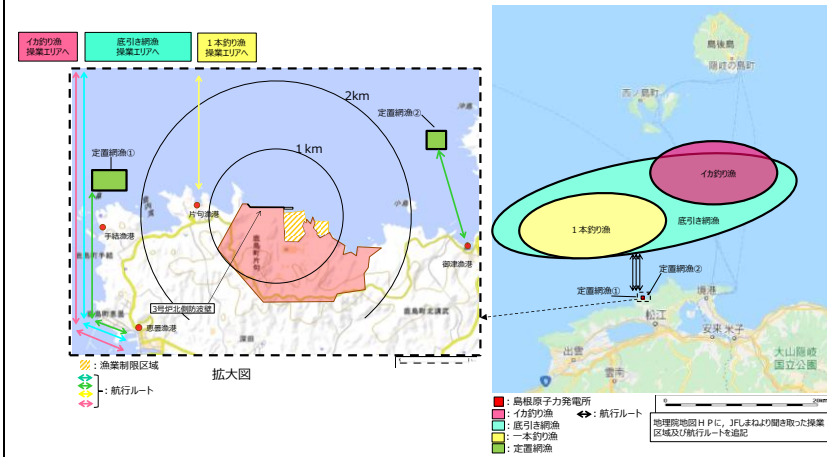 イカ釣り漁
操業エリアへ
底引き網漁
操業エリアへ
１本釣り漁
操業エリアへ
2km
1km
定置網漁①
定置網漁②
片句漁港
手結漁港
御津漁港
恵曇漁港
3号炉北側防波壁
拡大図
：漁業制限区域
：航行ルート
島後島
隠岐の島町
西ノ島町
イカ釣り漁
底引き網漁
１本釣り漁
定置網漁①
定置網漁②
境港
松江
安来
米子
出雲
雲南
大山隠岐
国立公園
：島根原子力発電所
：イカ釣り漁
：航行ルート
：底引き網漁
：一本釣り漁
：定置網漁
地理院地図ＨＰに，JFしまねより聞き取った操業
区域及び航行ルートを追記